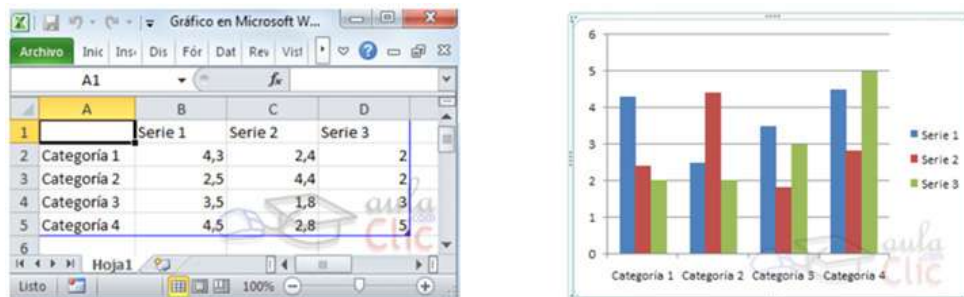 Gráfico en Microsoft W...
Archivo Inic Ins Dis Fór Dat Rev Vist
A1 fx
A B C D
1 Serie 1 Serie 2 Serie 3
2 Categoría 1 4,3 2,4 2
3 Categoría 2 2,5 4,4 2
4 Categoría 3 3,5 1,8 3
5 Categoría 4 4,5 2,8 5
6
Hoja1
Listo 100%
aula
.com
Clic
6
5
4
3
2
1
0
Categoría 1 Categoría 2 Categoría 3 Categoría 4
Serie 1
Serie 2
Serie 3
aula
Clic